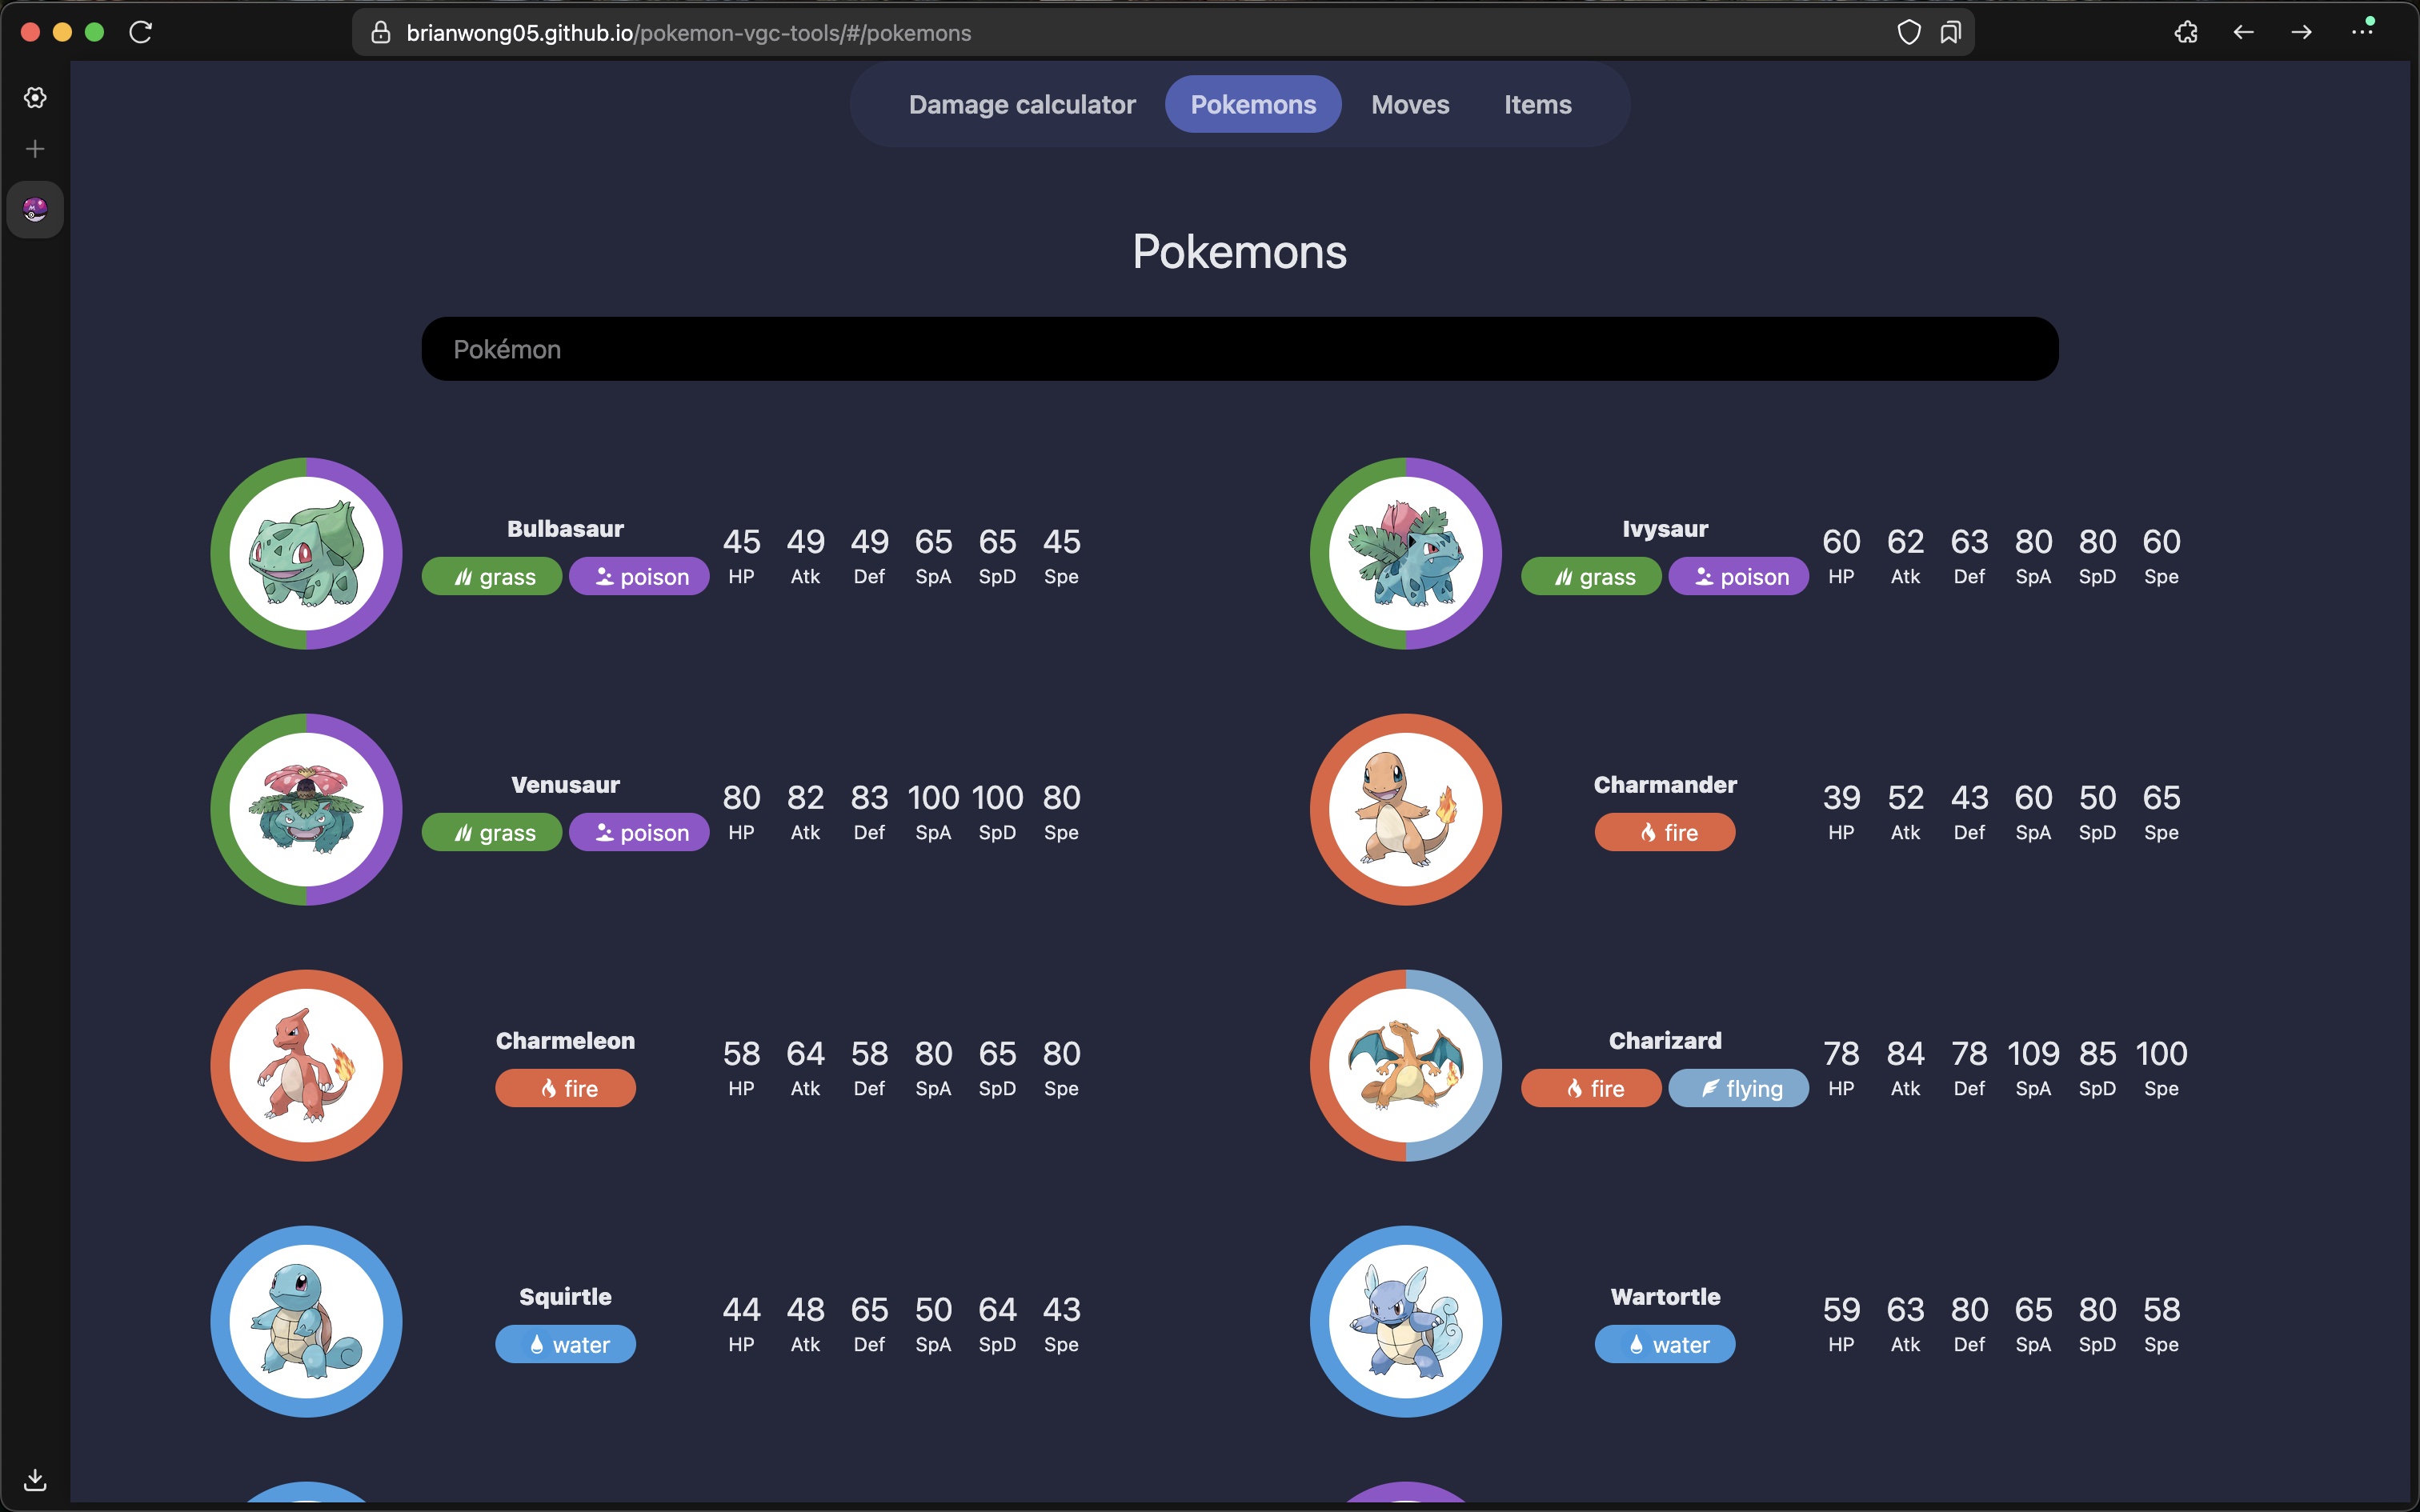 brianwong05.github.io/pokemon-vgc-tools/#/pokemons
Damage calculator Pokemons Moves Items
Pokemons
Pokémon
Bulbasaur
grass poison
45 49 49 65 65 45
HP Atk Def SpA SpD Spe
Ivysaur
grass poison
60 62 63 80 80 60
HP Atk Def SpA SpD Spe
Venusaur
grass poison
80 82 83 100 100 80
HP Atk Def SpA SpD Spe
Charmander
fire
39 52 43 60 50 65
HP Atk Def SpA SpD Spe
Charmeleon
fire
58 64 58 80 65 80
HP Atk Def SpA SpD Spe
Charizard
fire flying
78 84 78 109 85 100
HP Atk Def SpA SpD Spe
Squirtle
water
44 48 65 50 64 43
HP Atk Def SpA SpD Spe
Wartortle
water
59 63 80 65 80 58
HP Atk Def SpA SpD Spe